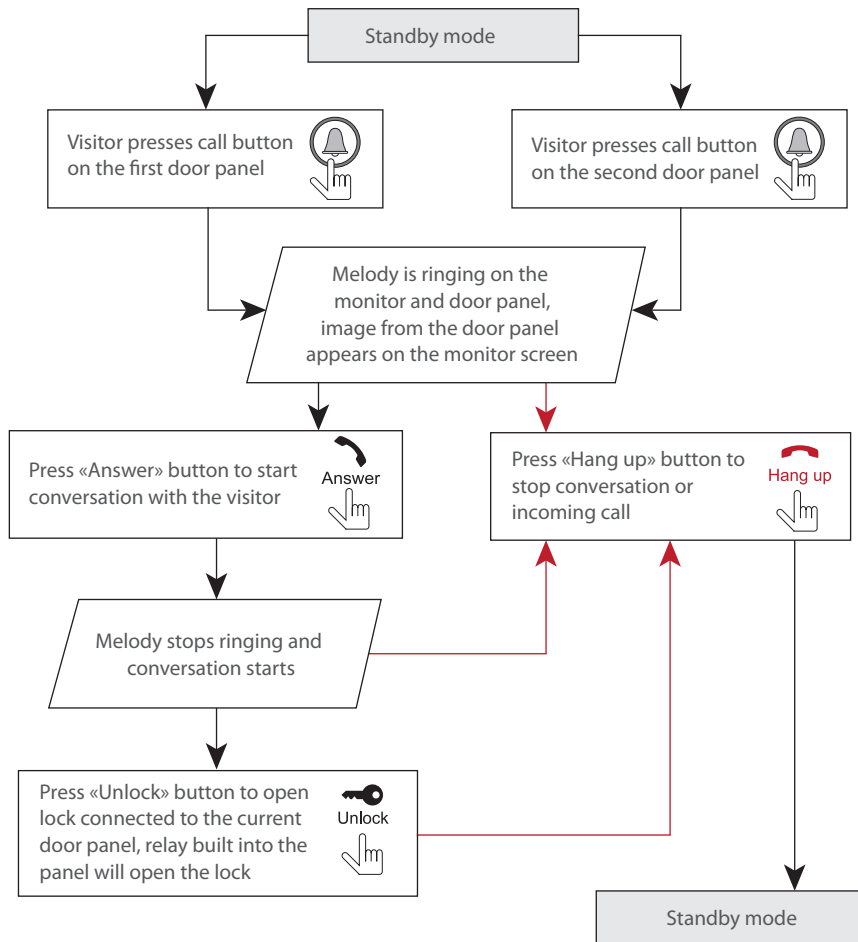 Standby mode
Visitor presses call button
on the first door panel
Visitor presses call button
on the second door panel
Melody is ringing on the
monitor and door panel,
image from the door panel
appears on the monitor screen
Press «Answer» button to start
conversation with the visitor
Answer
Press «Hang up» button to
stop conversation or
incoming call
Hang up
Melody stops ringing and
conversation starts
Press «Unlock» button to open
lock connected to the current
door panel, relay built into the
panel will open the lock
Unlock
Standby mode